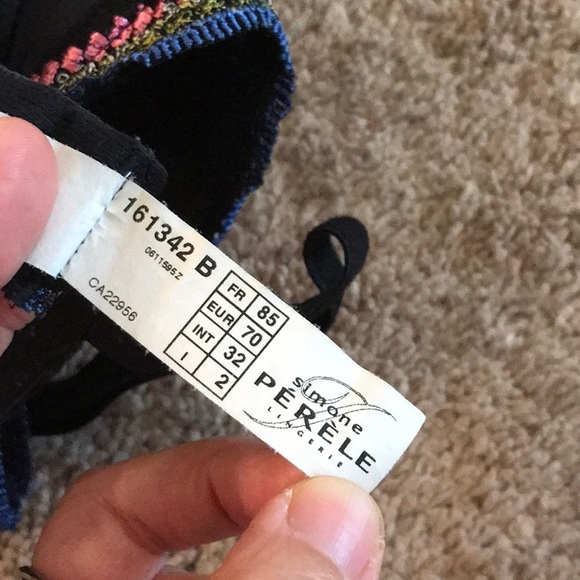 161342 B
0611595Z
CA22956
FR 85
EUR 70
INT 32
I 2
simone
PÉRÈLE
LINGERIE